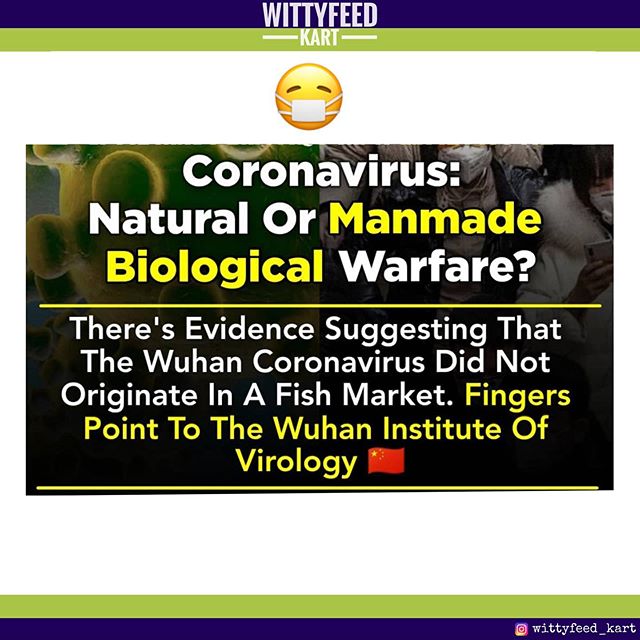 WITTYFEED
KART
Coronavirus:
Natural Or Manmade
Biological Warfare?
There's Evidence Suggesting That
The Wuhan Coronavirus Did Not
Originate In A Fish Market. Fingers
Point To The Wuhan Institute Of
Virology 🇨🇳
wittyfeed_kart